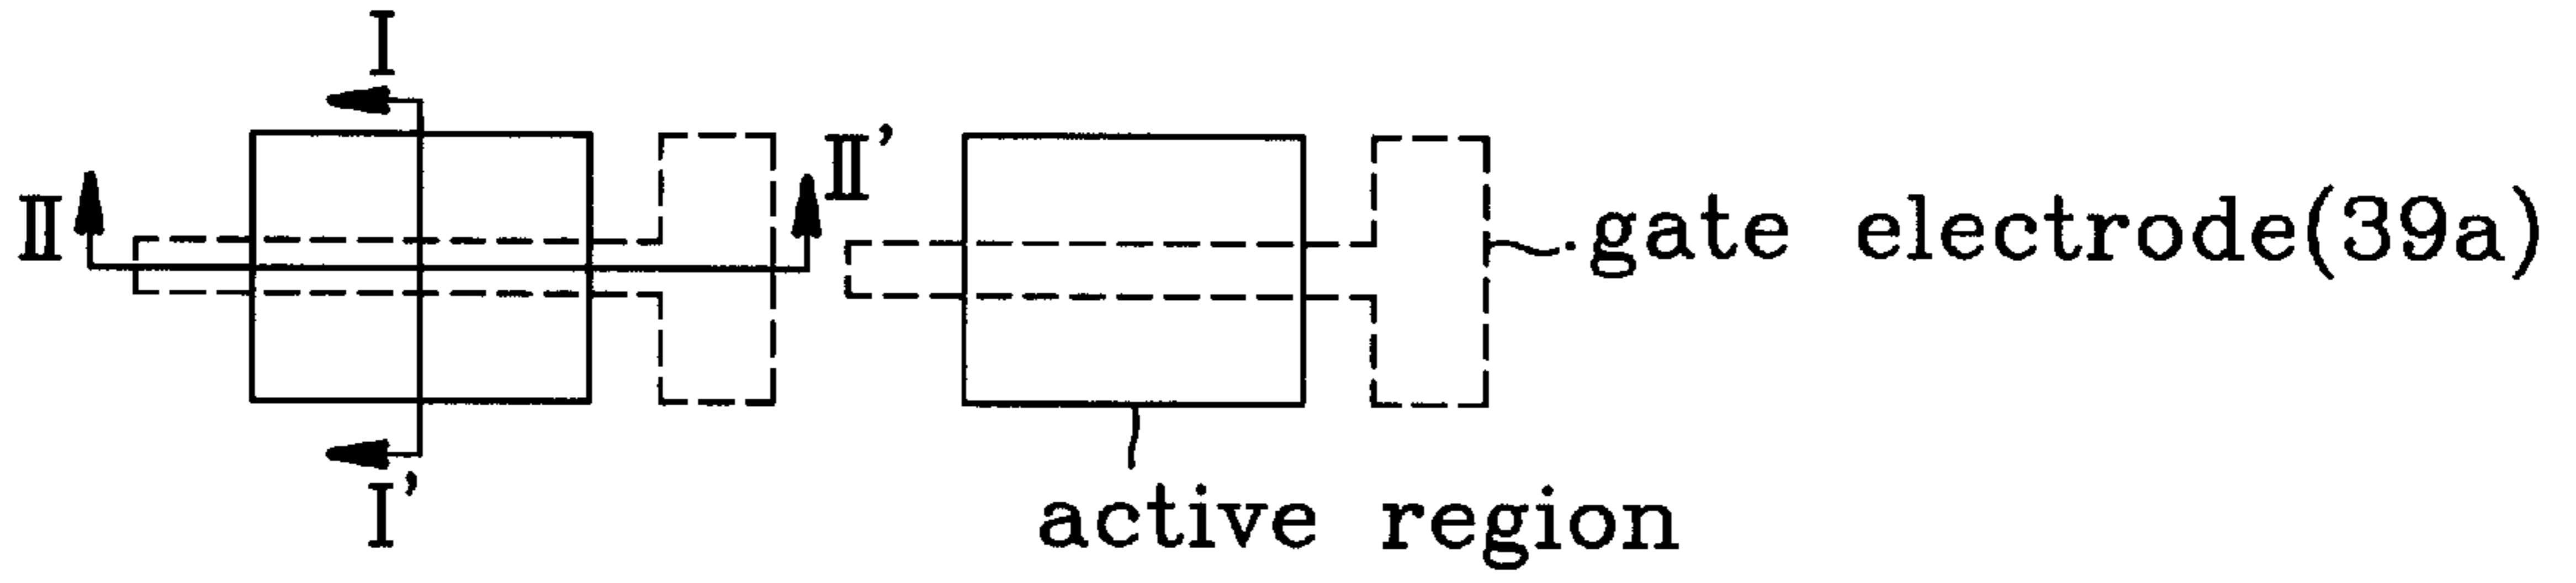 I
II
II'
gate electrode(39a)
I'
active region